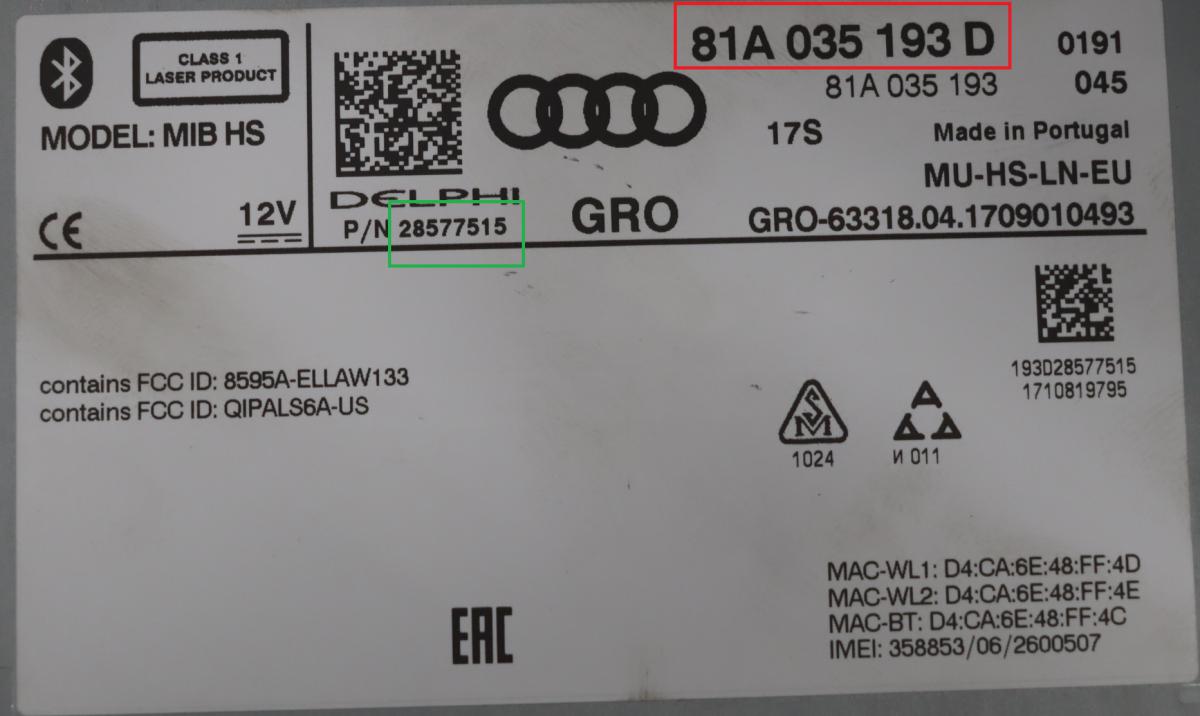 CLASS 1
LASER PRODUCT
MODEL: MIB HS
12V
CE
DELPHI
P/N 28577515
81A 035 193 D
0191
81A 035 193
045
17S
Made in Portugal
MU-HS-LN-EU
GRO
GRO-63318.04.1709010493
193D28577515
1710819795
contains FCC ID: 8595A-ELLAW133
contains FCC ID: QIPALS6A-US
SM
1024
И 011
EAC
MAC-WL1: D4:CA:6E:48:FF:4D
MAC-WL2: D4:CA:6E:48:FF:4E
MAC-BT: D4:CA:6E:48:FF:4C
IMEI: 358853/06/2600507